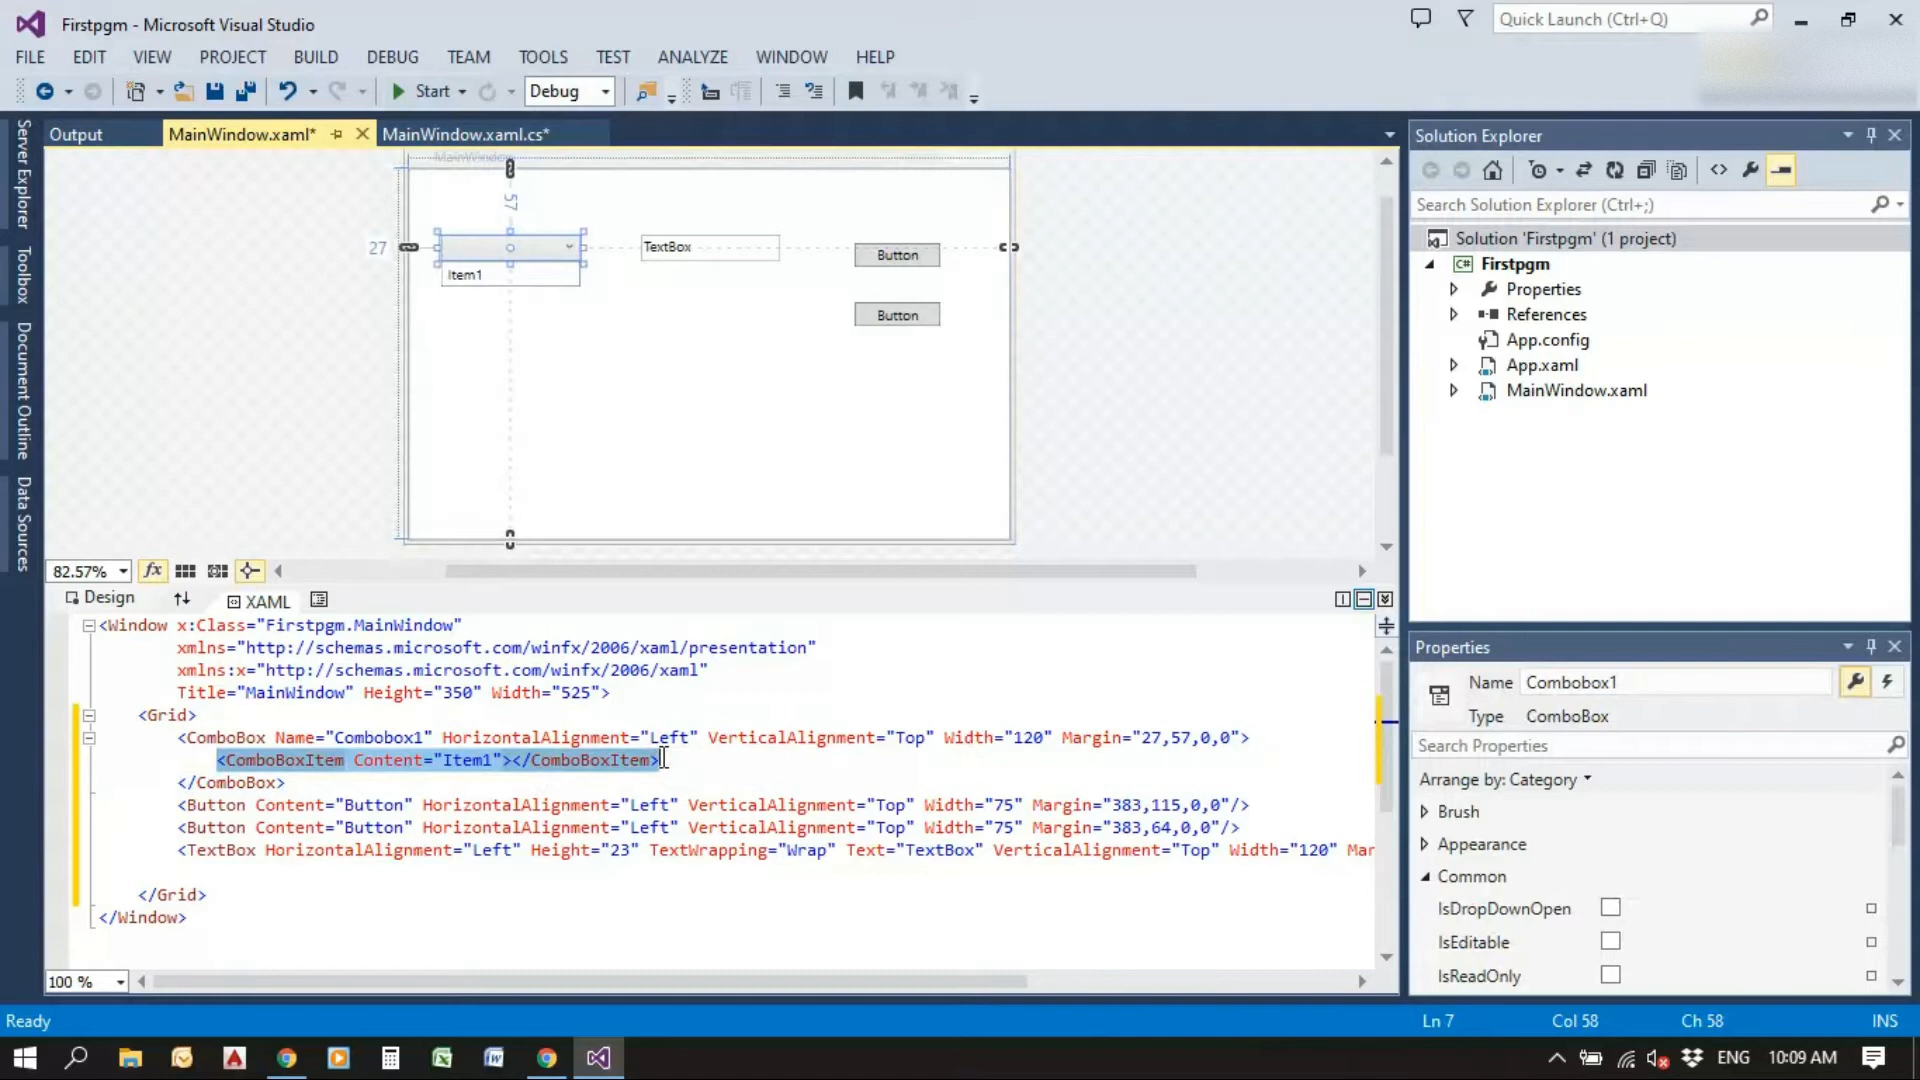 Firstpgm - Microsoft Visual Studio
Quick Launch (Ctrl+Q)
FILE EDIT VIEW PROJECT BUILD DEBUG TEAM TOOLS TEST ANALYZE WINDOW HELP
Start Debug
Output MainWindow.xaml* MainWindow.xaml.cs*
Server Explorer
Toolbox
Document Outline
Data Sources
MainWindow
57
27
TextBox
Button
Item1
Button
82.57% fx
Design XAML
<Window x:Class="Firstpgm.MainWindow"
xmlns="http://schemas.microsoft.com/winfx/2006/xaml/presentation"
xmlns:x="http://schemas.microsoft.com/winfx/2006/xaml"
Title="MainWindow" Height="350" Width="525">
<Grid>
<ComboBox Name="Combobox1" HorizontalAlignment="Left" VerticalAlignment="Top" Width="120" Margin="27,57,0,0">
<ComboBoxItem Content="Item1"></ComboBoxItem>
</ComboBox>
<Button Content="Button" HorizontalAlignment="Left" VerticalAlignment="Top" Width="75" Margin="383,115,0,0"/>
<Button Content="Button" HorizontalAlignment="Left" VerticalAlignment="Top" Width="75" Margin="383,64,0,0"/>
<TextBox HorizontalAlignment="Left" Height="23" TextWrapping="Wrap" Text="TextBox" VerticalAlignment="Top" Width="120" Mar
</Grid>
</Window>
100 %
Solution Explorer
Search Solution Explorer (Ctrl+;)
Solution 'Firstpgm' (1 project)
C# Firstpgm
Properties
References
App.config
App.xaml
MainWindow.xaml
Properties
Name Combobox1
Type ComboBox
Search Properties
Arrange by: Category
Brush
Appearance
Common
IsDropDownOpen
IsEditable
IsReadOnly
Ready Ln 7 Col 58 Ch 58 INS
ENG 10:09 AM